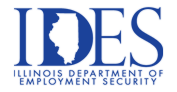 IDES
ILLINOIS DEPARTMENT OF
EMPLOYMENT SECURITY